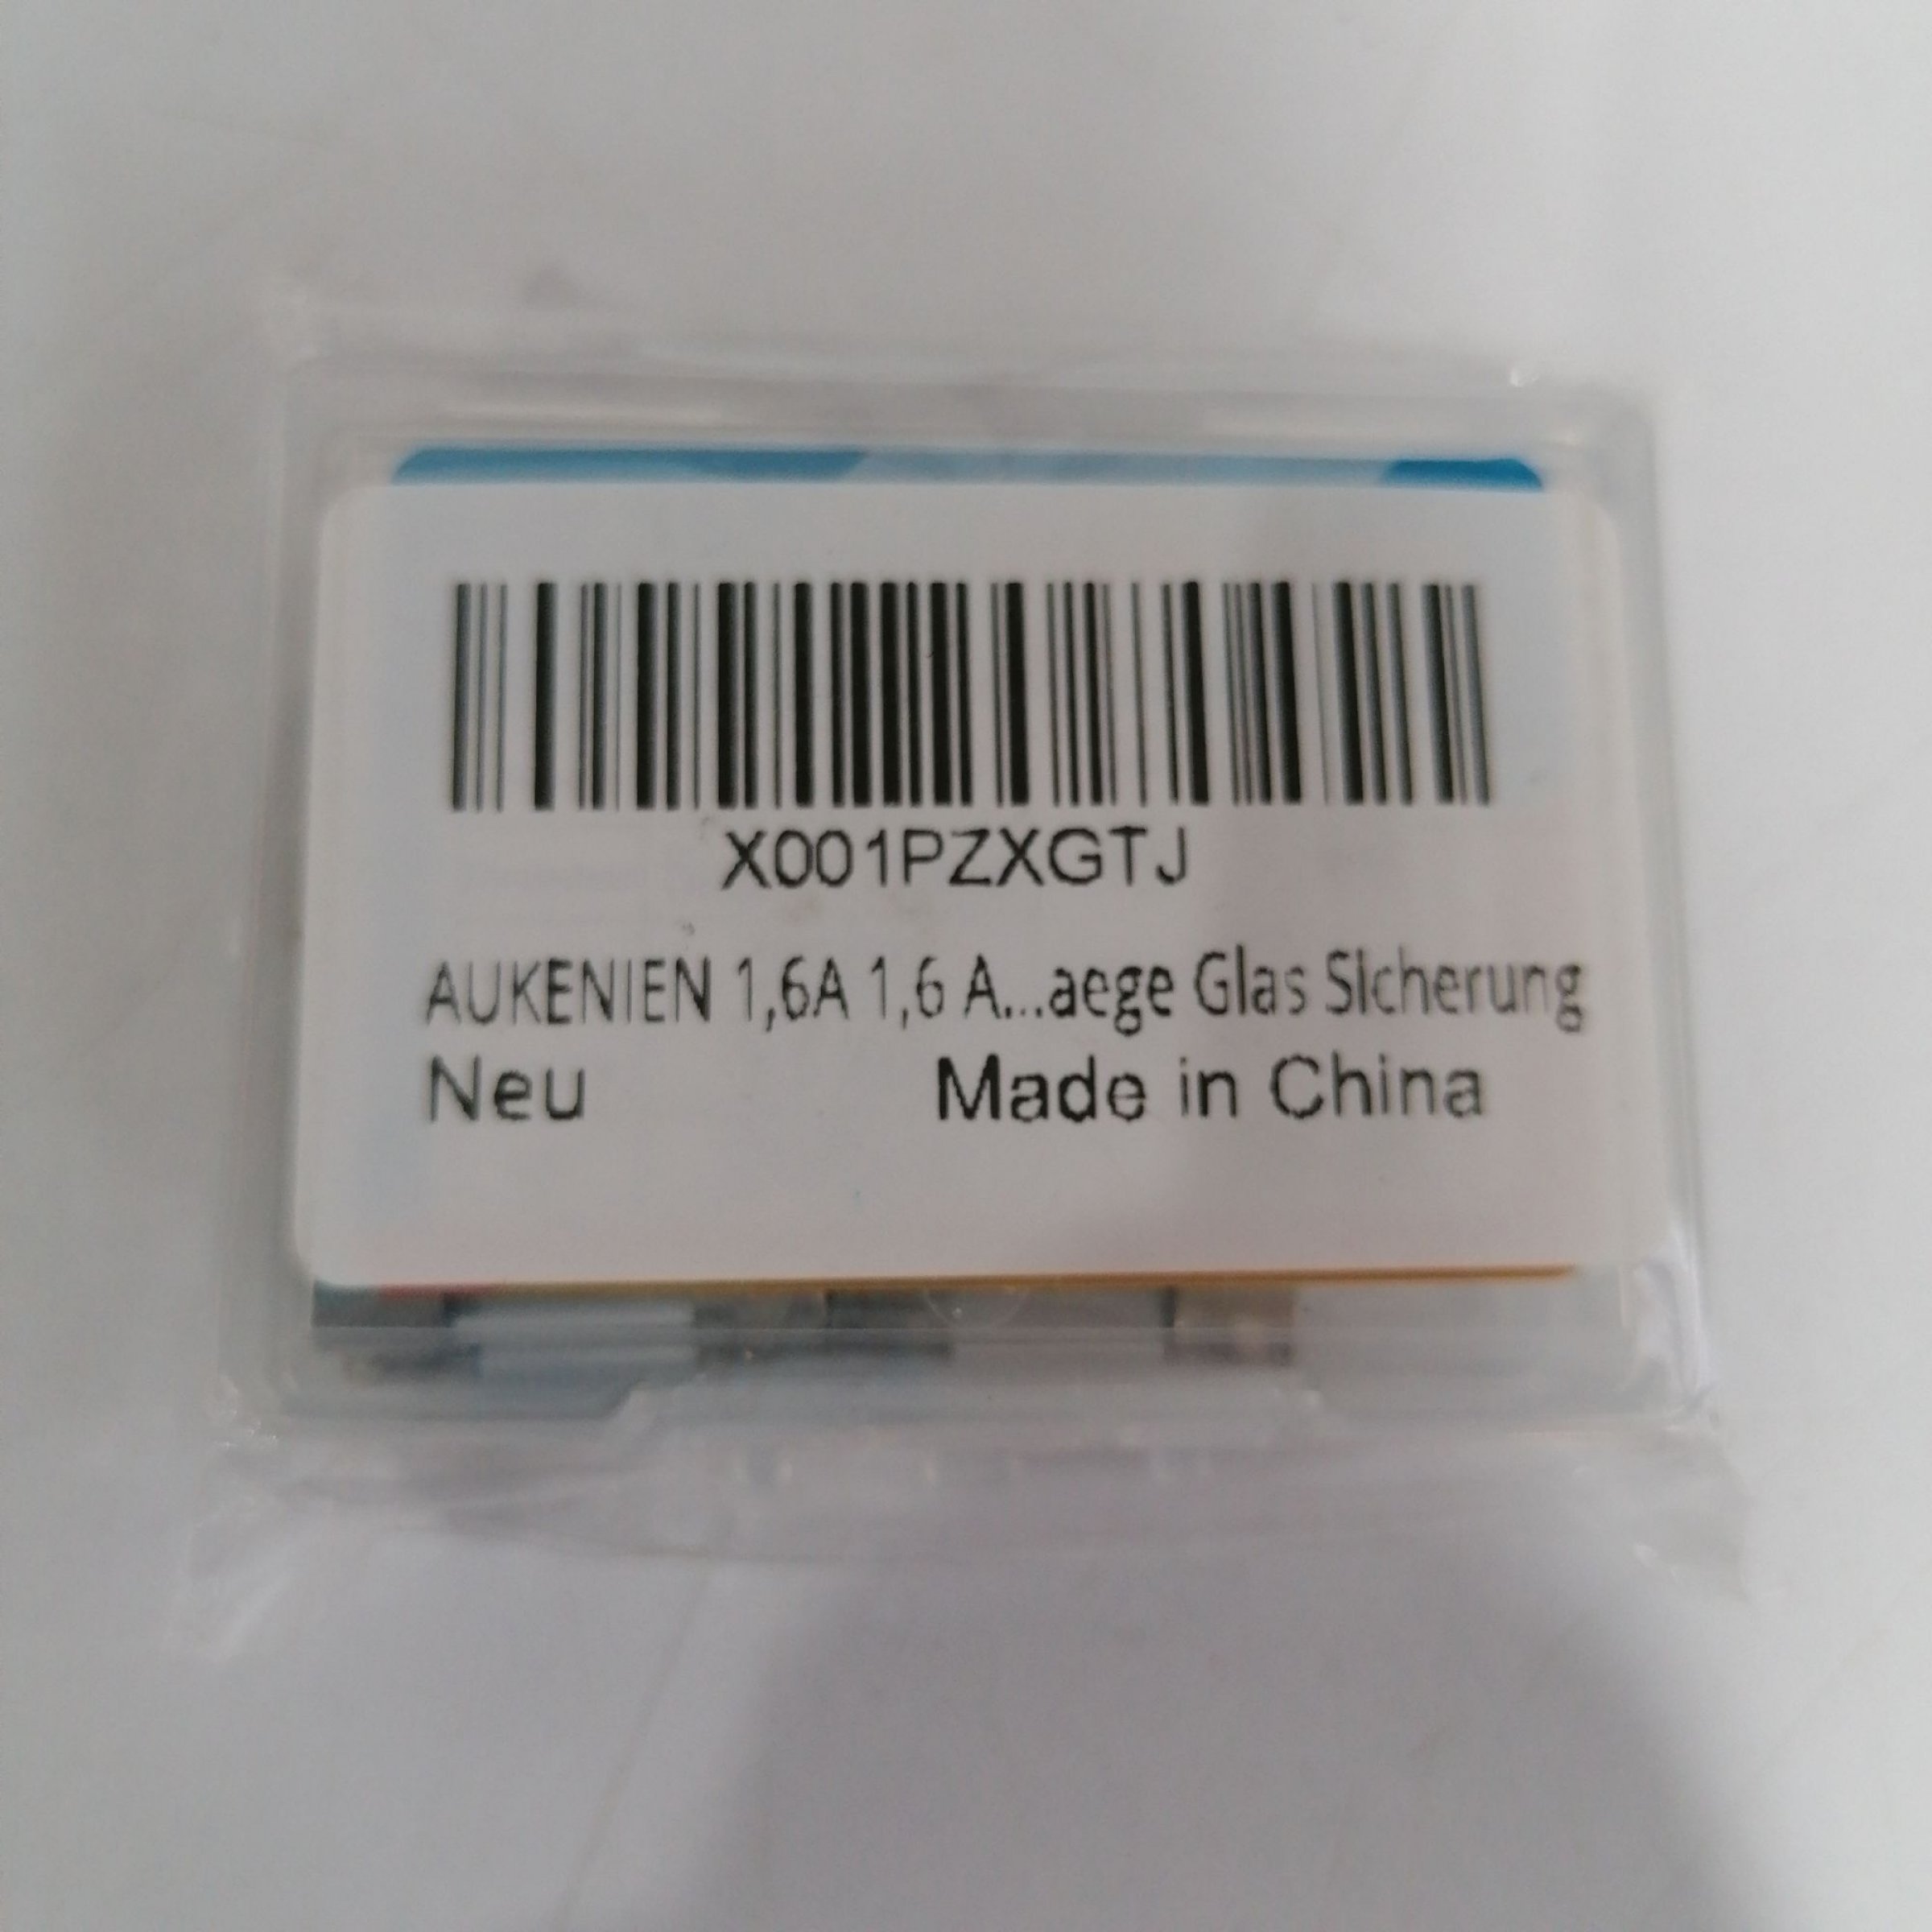 X001PZXGTJ
AUKENIEN 1,6A 1,6 A...aege Glas Sicherung
Neu Made in China